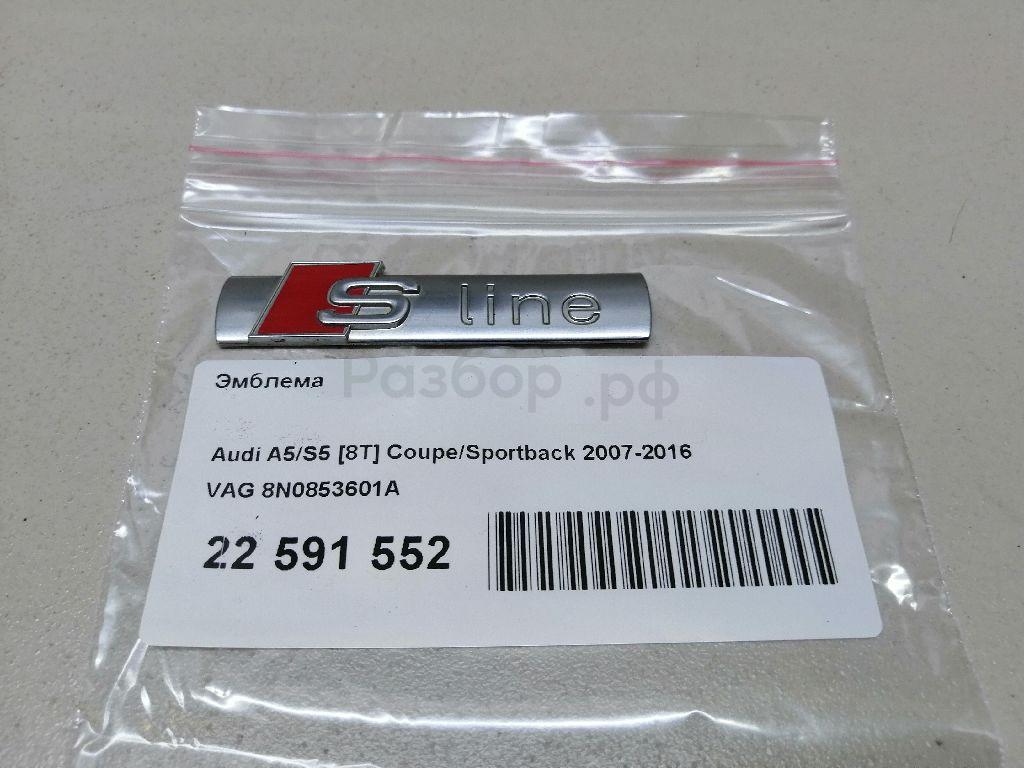 S line
Разбор.рф
Эмблема
Audi A5/S5 [8T] Coupe/Sportback 2007-2016
VAG 8N0853601A
22 591 552